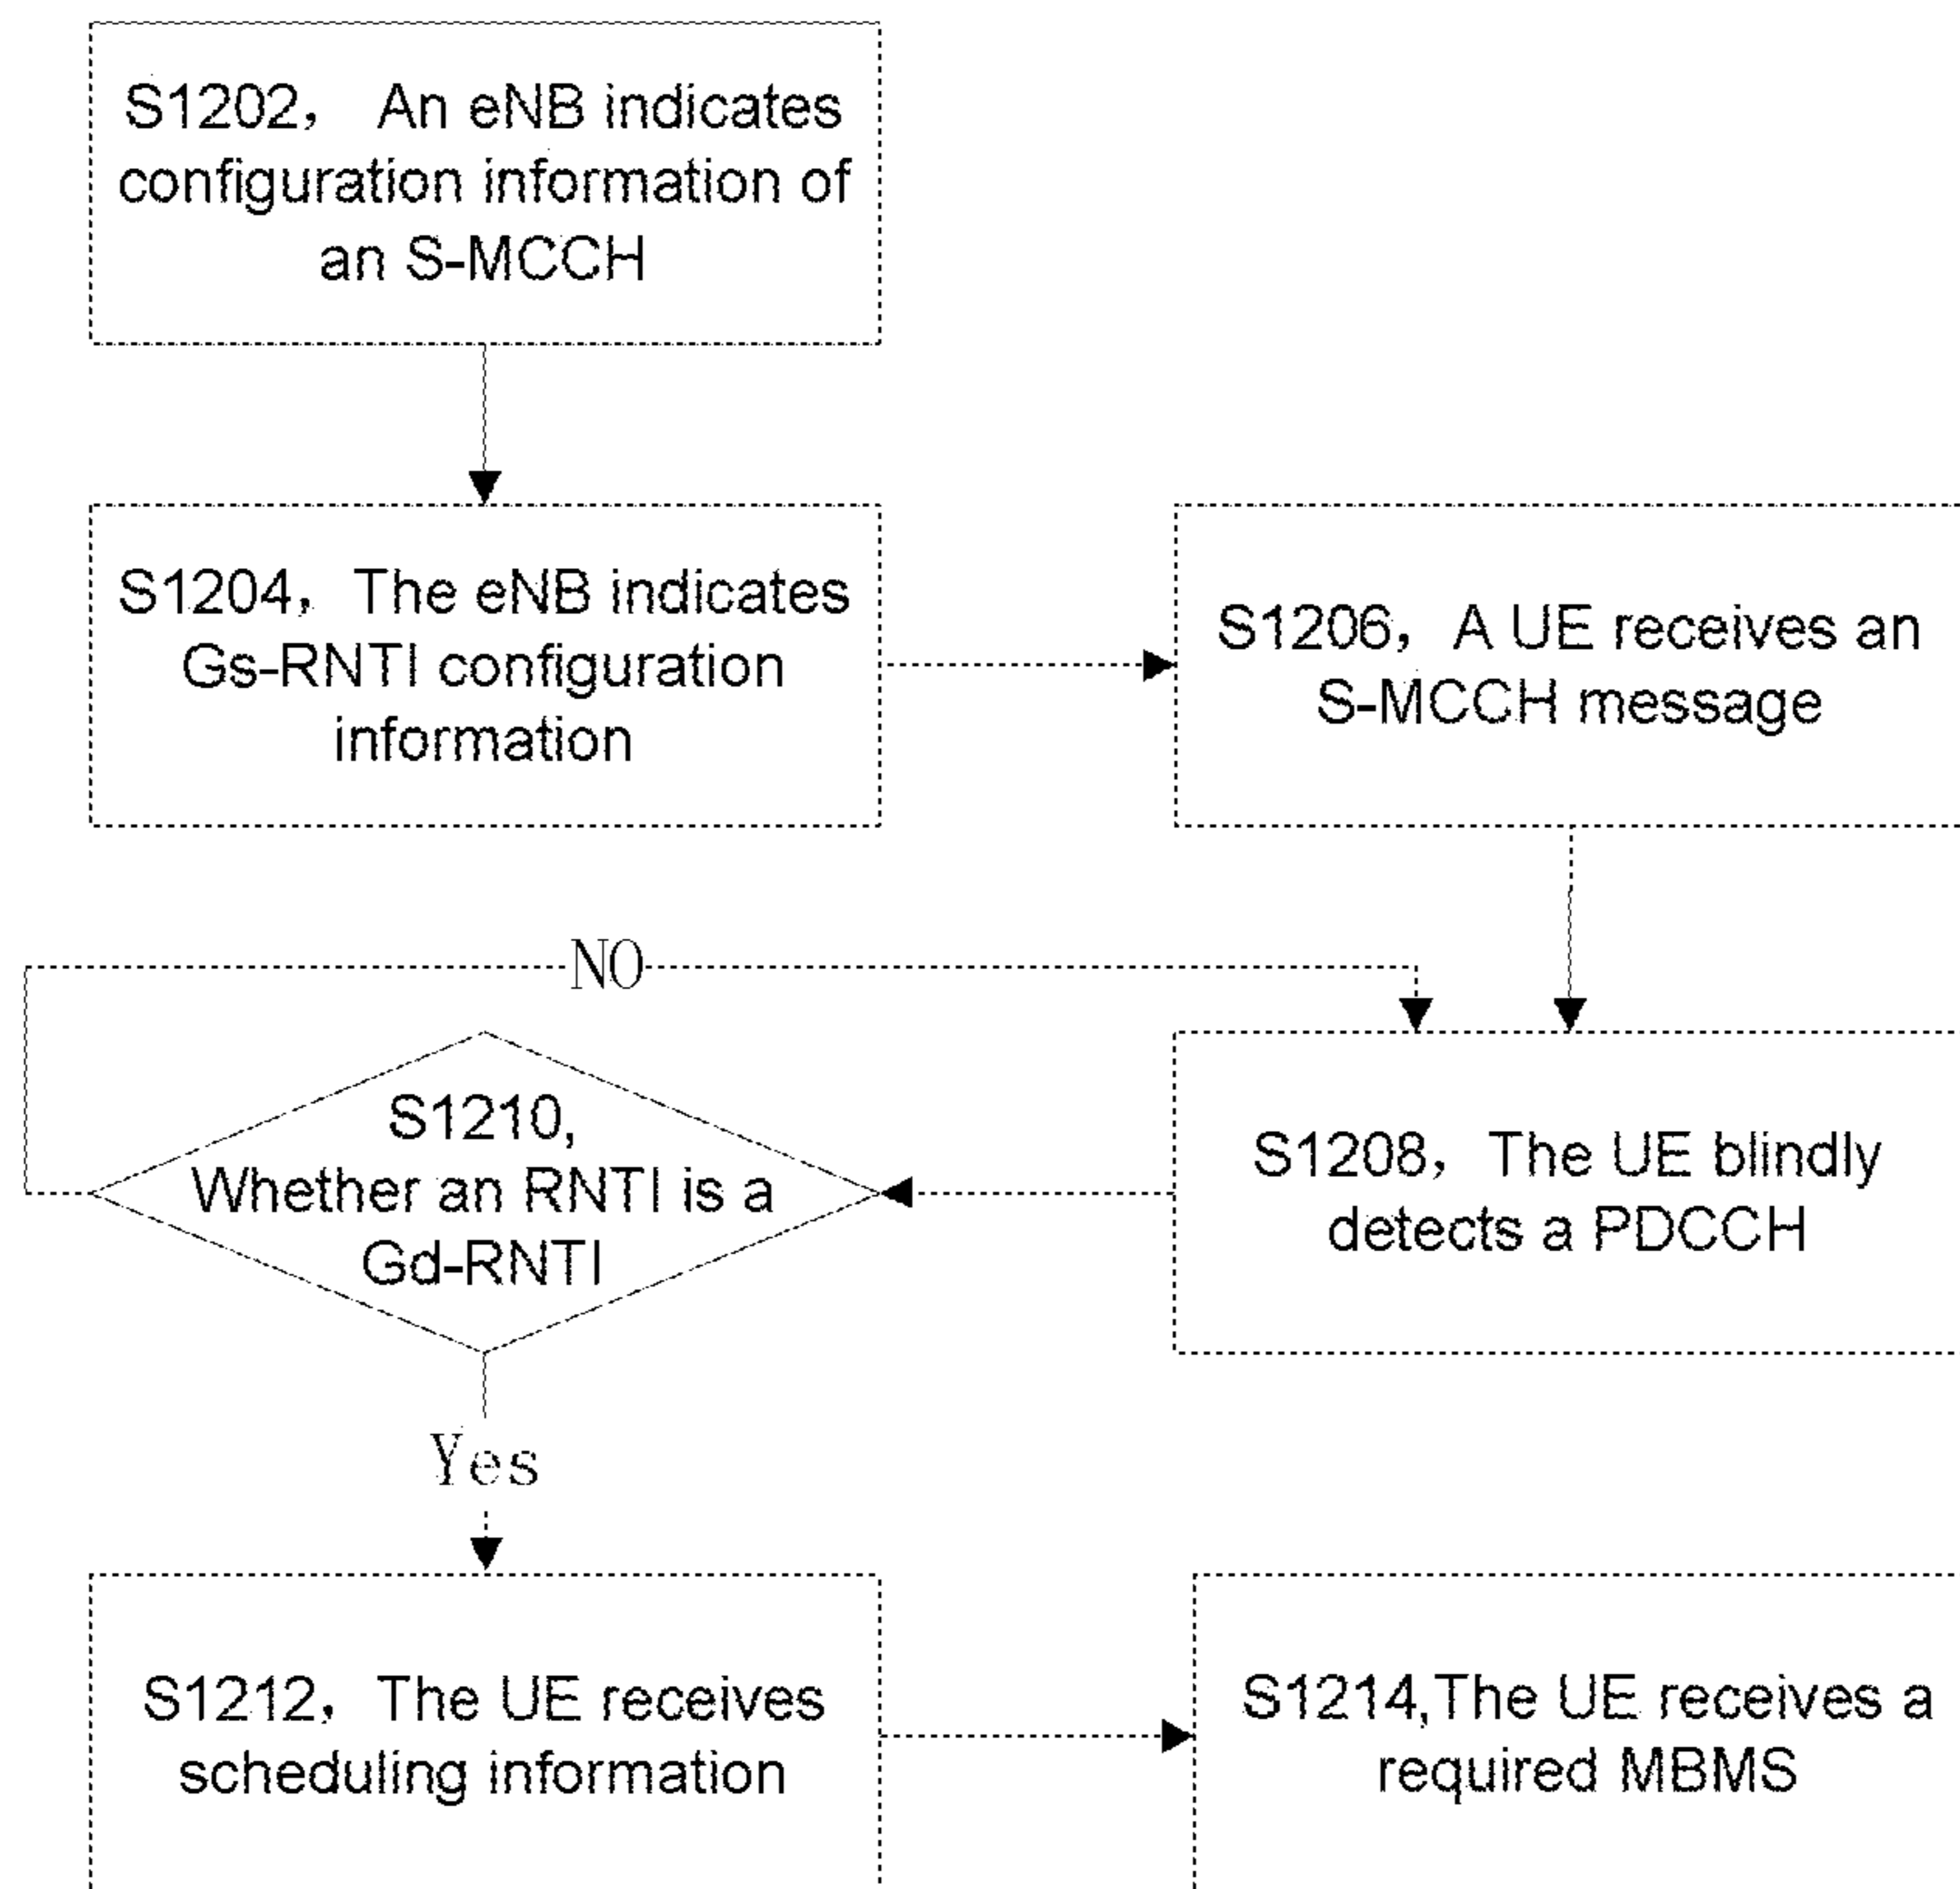 S1202， An eNB indicates
configuration information of
an S-MCCH
S1204，The eNB indicates
Gs-RNTI configuration
information
S1206，A UE receives an
S-MCCH message
NO
S1210,
Whether an RNTI is a
Gd-RNTI
S1208，The UE blindly
detects a PDCCH
Yes
S1212，The UE receives
scheduling information
S1214,The UE receives a
required MBMS